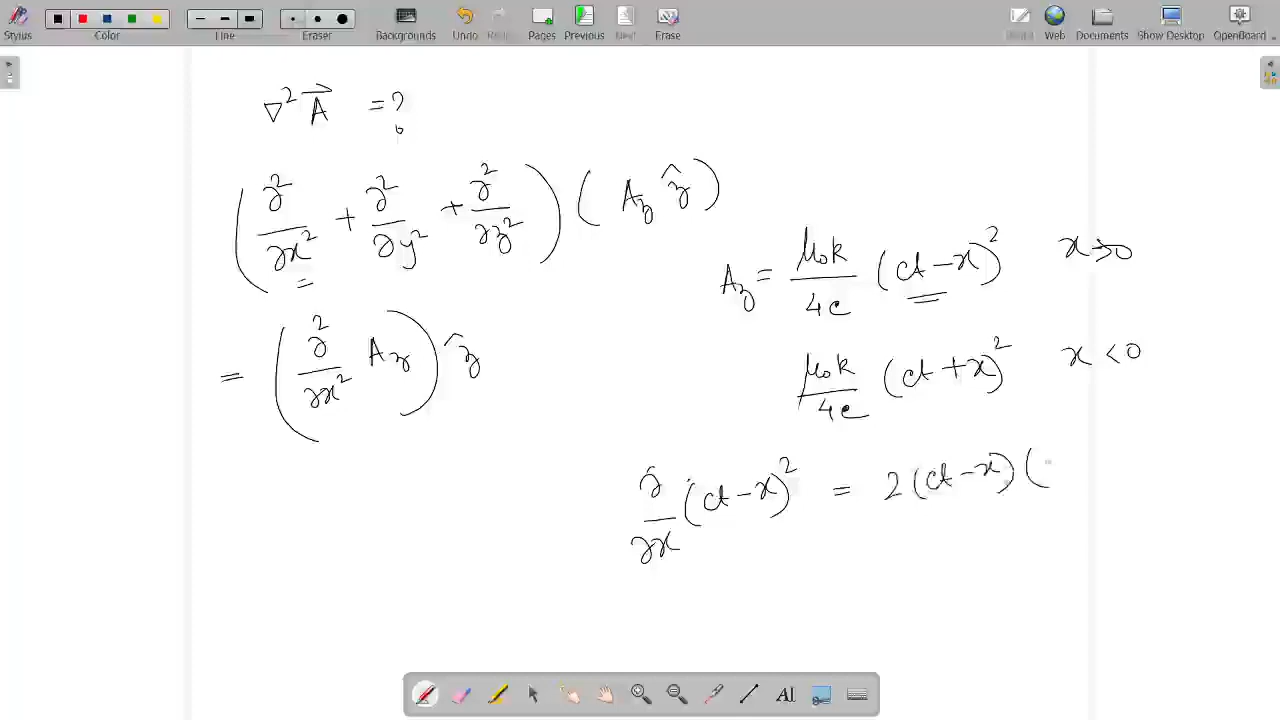 Stylus Color Line Eraser Backgrounds Undo Pages Previous Next Erase Web Documents Show Desktop OpenBoard
∇² A⃗ = ?
(∂²/∂x² + ∂²/∂y² + ∂²/∂z²) (A_z ẑ)
A_z = μ₀k/4c (ct − x)² x > 0
= (∂²/∂x² A_z) ẑ
μ₀k/4c (ct + x)² x < 0
∂/∂x (ct − x)² = 2(ct − x)(